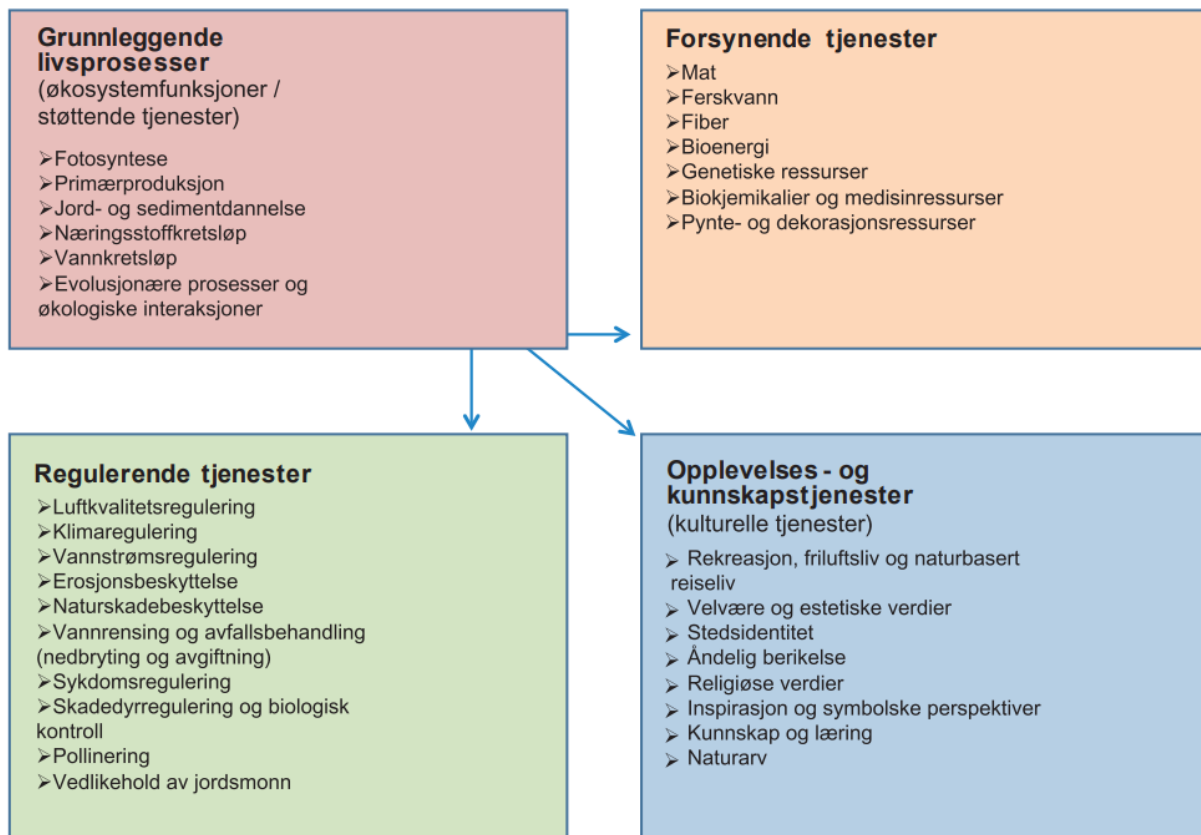 Grunnleggende
livsprosesser
(økosystemfunksjoner /
støttende tjenester)
➢Fotosyntese
➢Primærproduksjon
➢Jord- og sedimentdannelse
➢Næringsstoffkretsløp
➢Vannkretsløp
➢Evolusjonære prosesser og
økologiske interaksjoner
Forsynende tjenester
➢Mat
➢Ferskvann
➢Fiber
➢Bioenergi
➢Genetiske ressurser
➢Biokjemikalier og medisinressurser
➢Pynte- og dekorasjonsressurser
Regulerende tjenester
➢Luftkvalitetsregulering
➢Klimaregulering
➢Vannstrømsregulering
➢Erosjonsbeskyttelse
➢Naturskadebeskyttelse
➢Vannrensing og avfallsbehandling
(nedbryting og avgiftning)
➢Sykdomsregulering
➢Skadedyrregulering og biologisk
kontroll
➢Pollinering
➢Vedlikehold av jordsmonn
Opplevelses - og
kunnskapstjenester
(kulturelle tjenester)
➢ Rekreasjon, friluftsliv og naturbasert
reiseliv
➢ Velvære og estetiske verdier
➢ Stedsidentitet
➢ Åndelig berikelse
➢ Religiøse verdier
➢ Inspirasjon og symbolske perspektiver
➢ Kunnskap og læring
➢ Naturarv